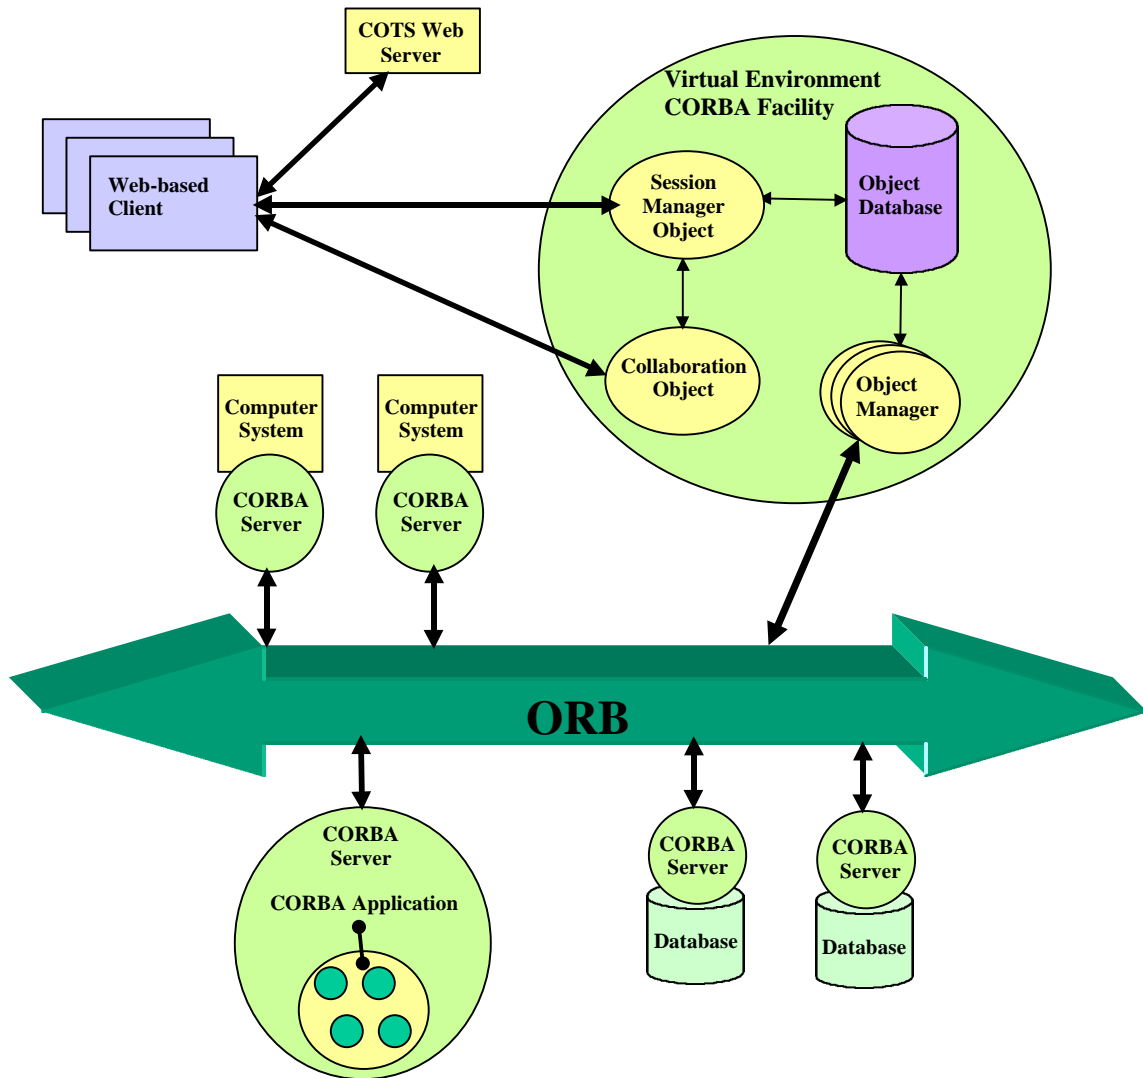 COTS Web
Server
Virtual Environment
CORBA Facility
Web-based
Client
Session
Manager
Object
Object
Database
Collaboration
Object
Object
Manager
Computer
System
Computer
System
CORBA
Server
CORBA
Server
ORB
CORBA
Server
CORBA Application
CORBA
Server
Database
CORBA
Server
Database